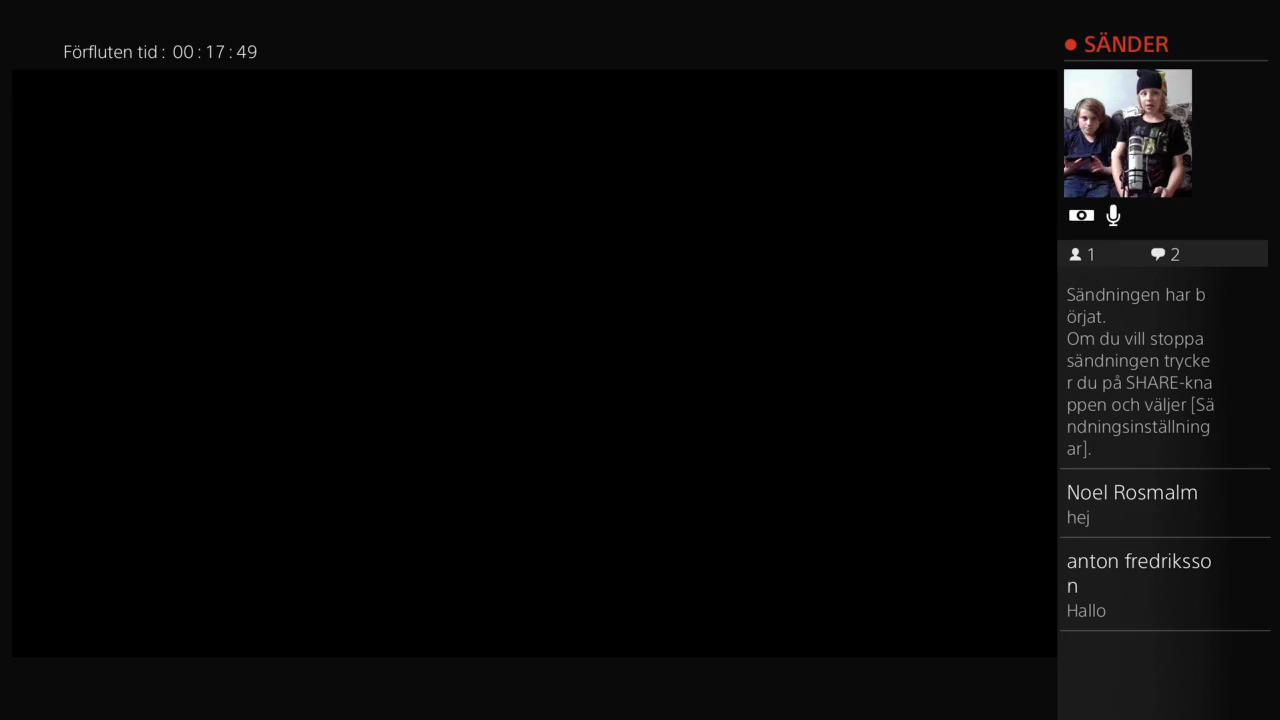 Förfluten tid : 00 : 17 : 49
SÄNDER
1 2
Sändningen har b
örjat.
Om du vill stoppa
sändningen trycke
r du på SHARE-kna
ppen och väljer [Sä
ndningsinställning
ar].
Noel Rosmalm
hej
anton fredriksso
n
Hallo